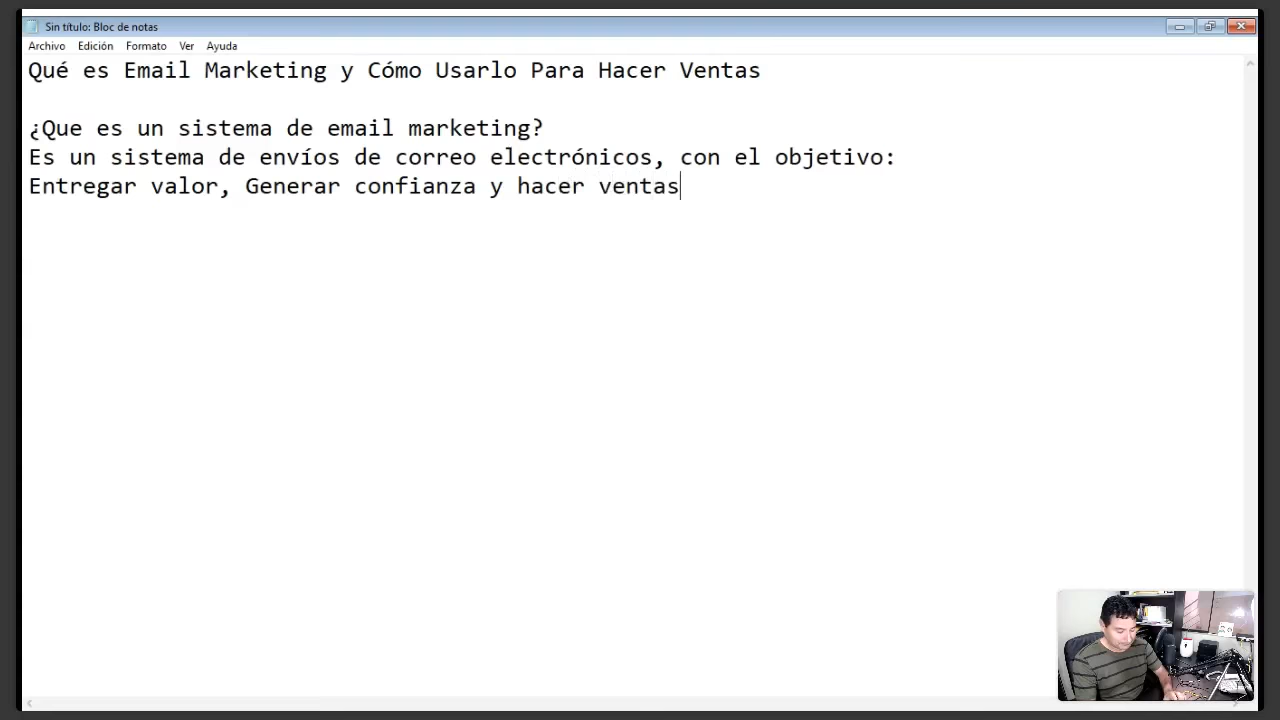 Sin título: Bloc de notas
Archivo Edición Formato Ver Ayuda
Qué es Email Marketing y Cómo Usarlo Para Hacer Ventas
¿Que es un sistema de email marketing?
Es un sistema de envíos de correo electrónicos, con el objetivo:
Entregar valor, Generar confianza y hacer ventas